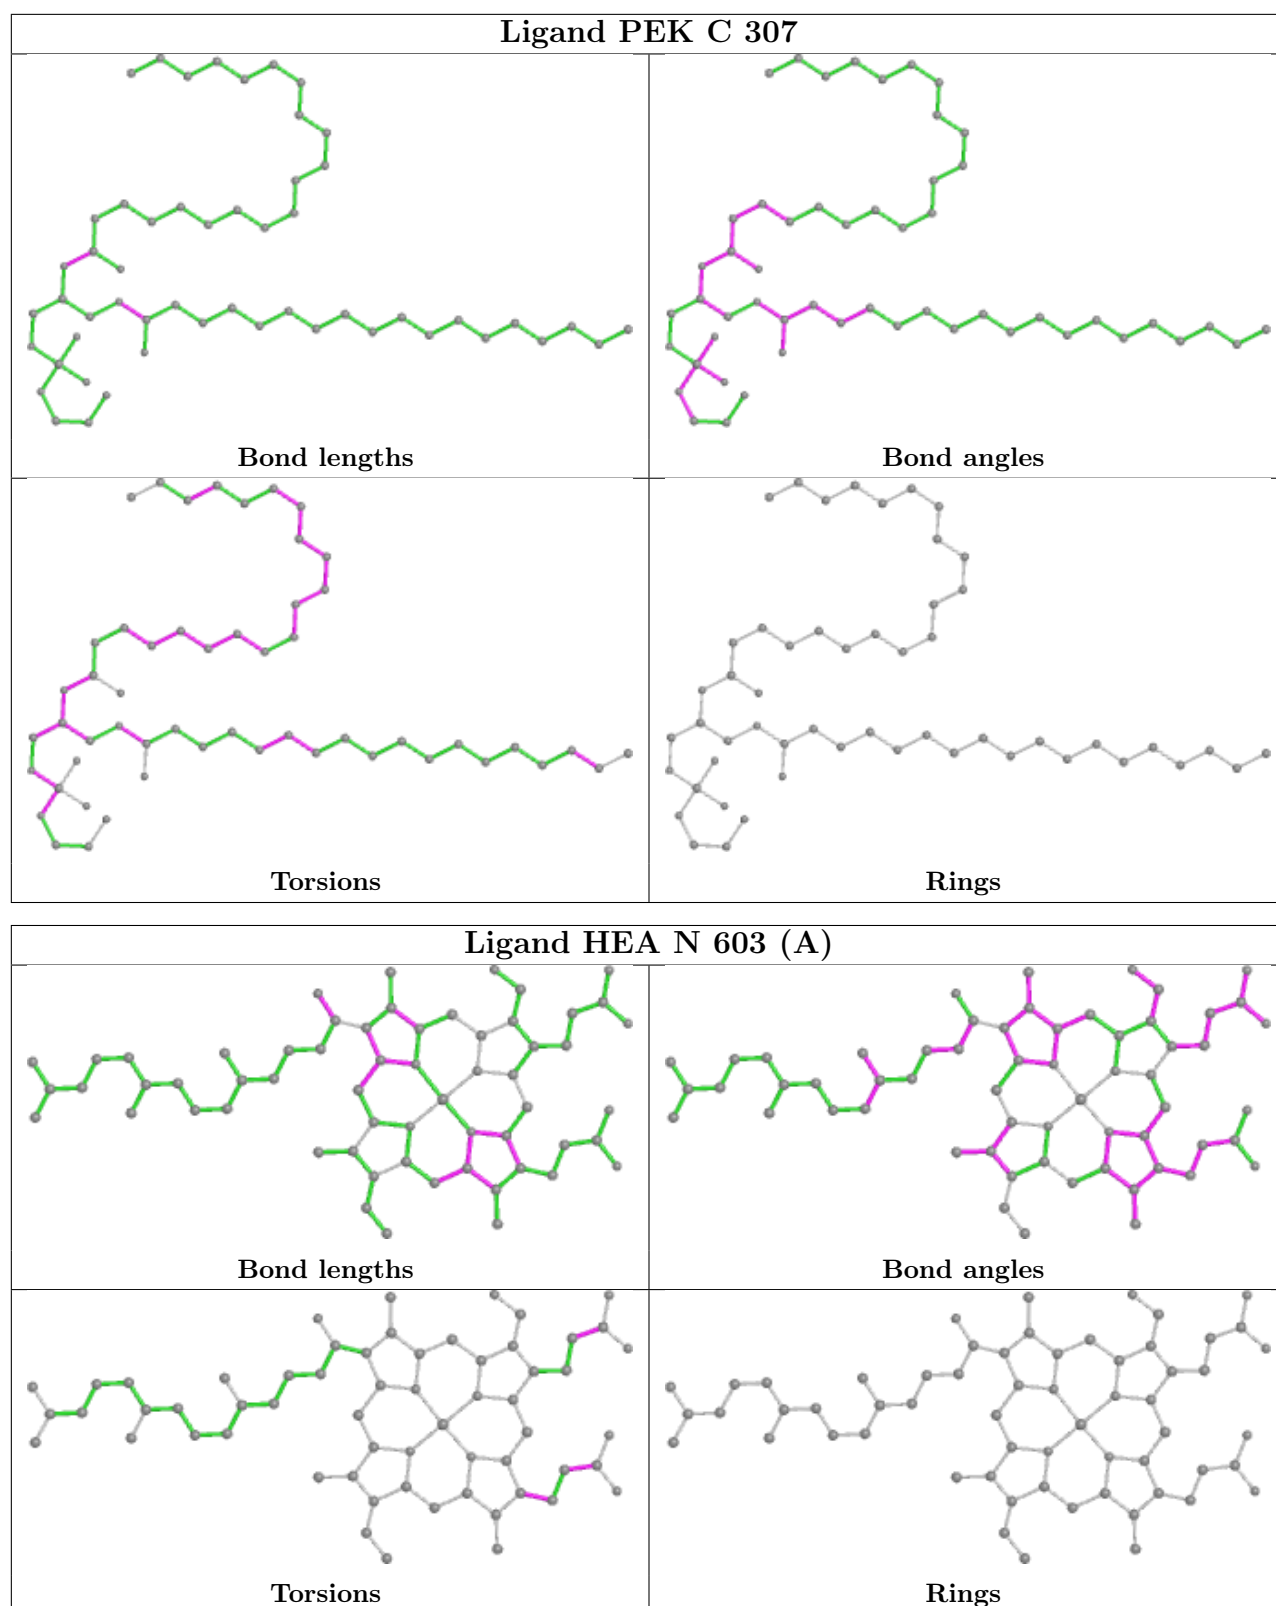 Ligand PEK C 307
Bond lengths
Bond angles
Torsions
Rings
Ligand HEA N 603 (A)
Bond lengths
Bond angles
Torsions
Rings